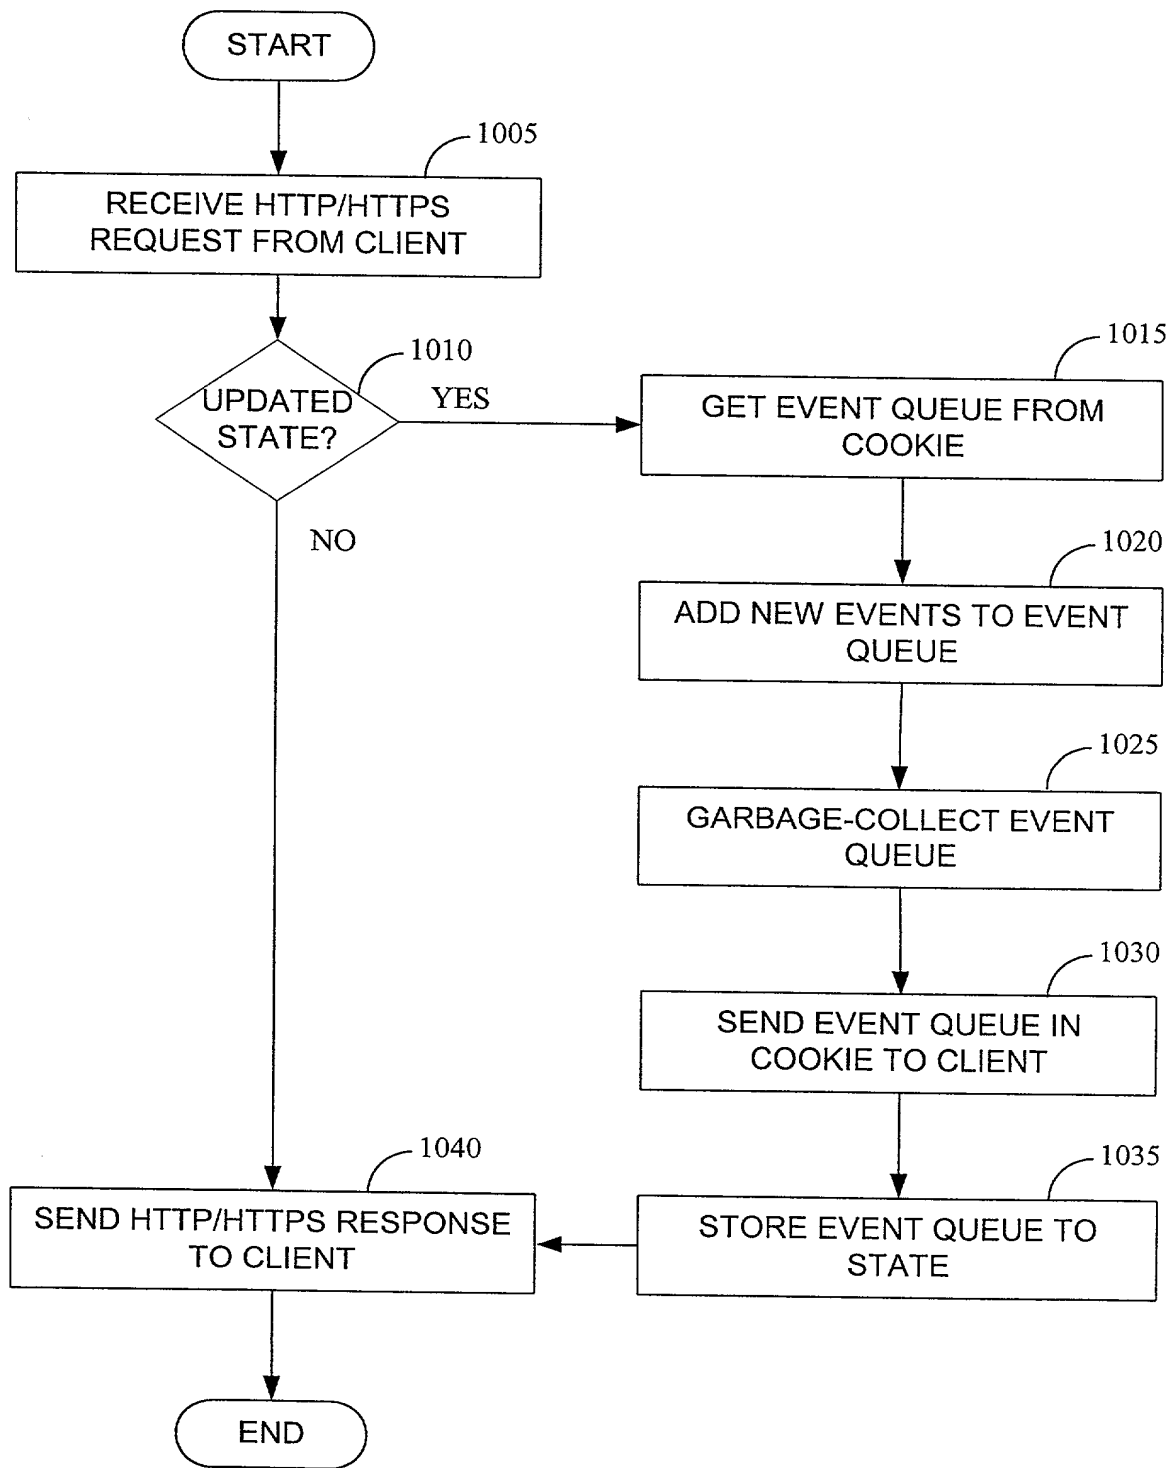 START
1005
RECEIVE HTTP/HTTPS
REQUEST FROM CLIENT
1010
UPDATED
STATE?
YES
NO
1015
GET EVENT QUEUE FROM
COOKIE
1020
ADD NEW EVENTS TO EVENT
QUEUE
1025
GARBAGE-COLLECT EVENT
QUEUE
1030
SEND EVENT QUEUE IN
COOKIE TO CLIENT
1035
STORE EVENT QUEUE TO
STATE
1040
SEND HTTP/HTTPS RESPONSE
TO CLIENT
END